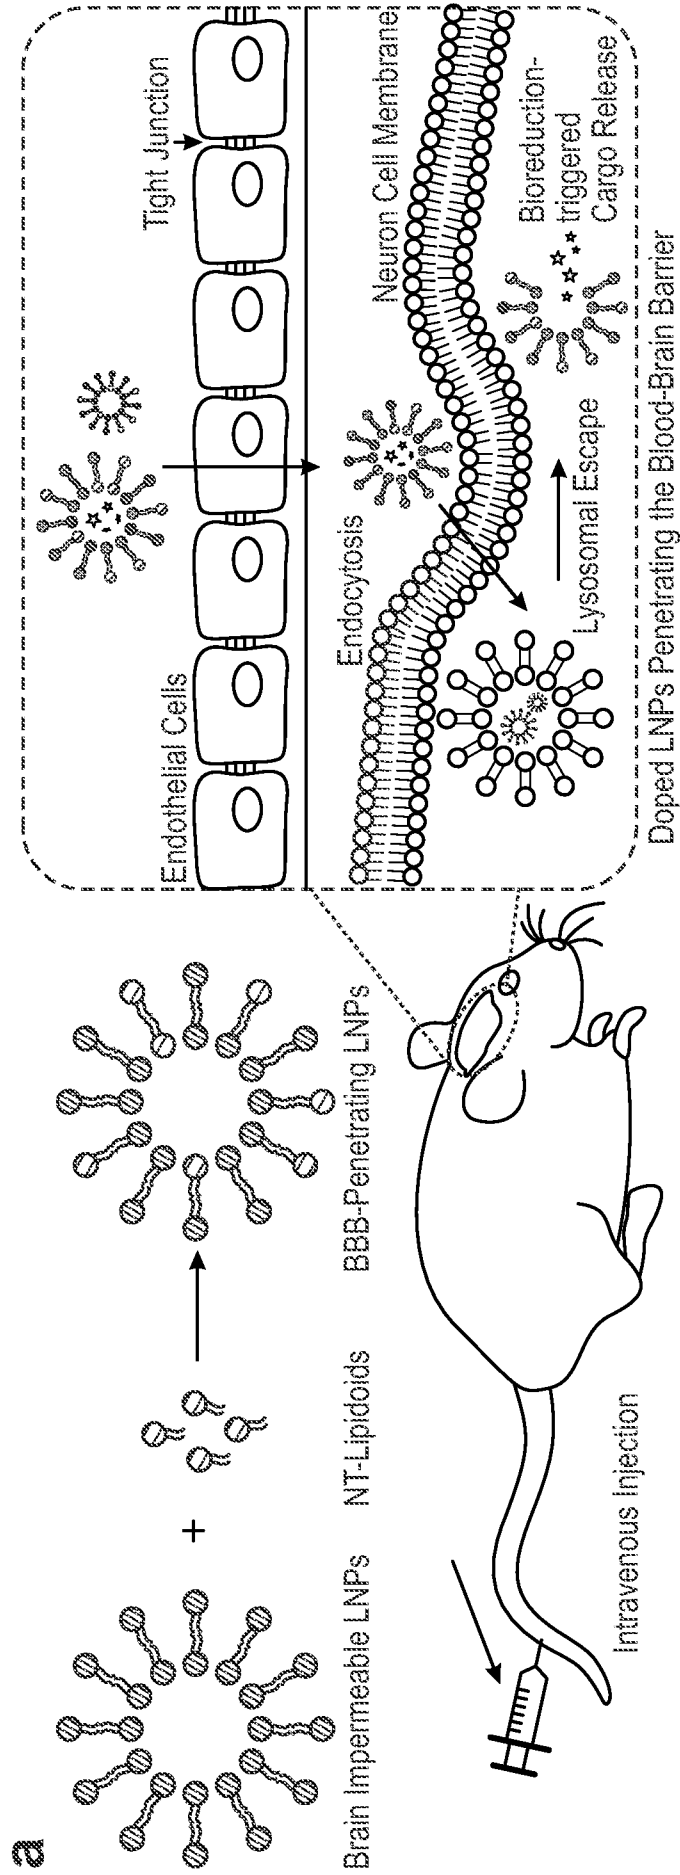 a
Brain Impermeable LNPs
+
NT-Lipidoids
BBB-Penetrating LNPs
Intravenous Injection
Endothelial Cells
Tight Junction
Endocytosis
Neuron Cell Membrane
Lysosomal Escape
Bioreduction-
triggered
Cargo Release
Doped LNPs Penetrating the Blood-Brain Barrier